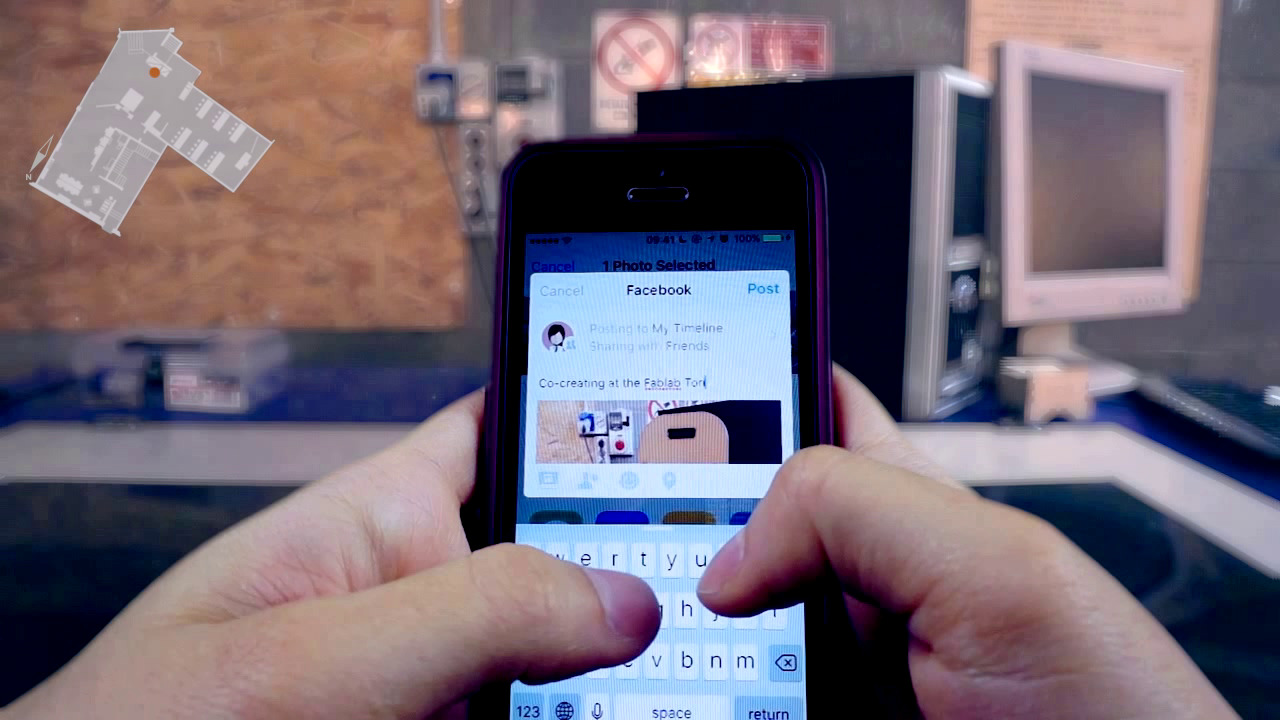 N
09:41
100%
Cancel
1 Photo Selected
Cancel
Facebook
Post
Posting to My Timeline
Sharing with Friends
Co-creating at the Fablab Tori
w e r t y u
h j
v b n m
123
space
return